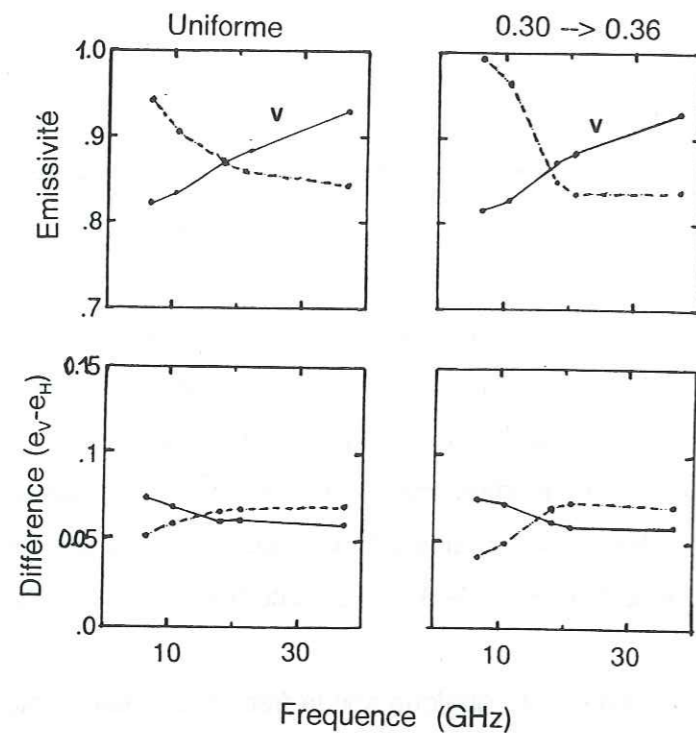 Uniforme 0.30 --> 0.36
1.0
.9
.8
.7
Emissivité
V
V
0.15
.1
0.05
.0
Différence (eV-eH)
10 30 10 30
Frequence (GHz)